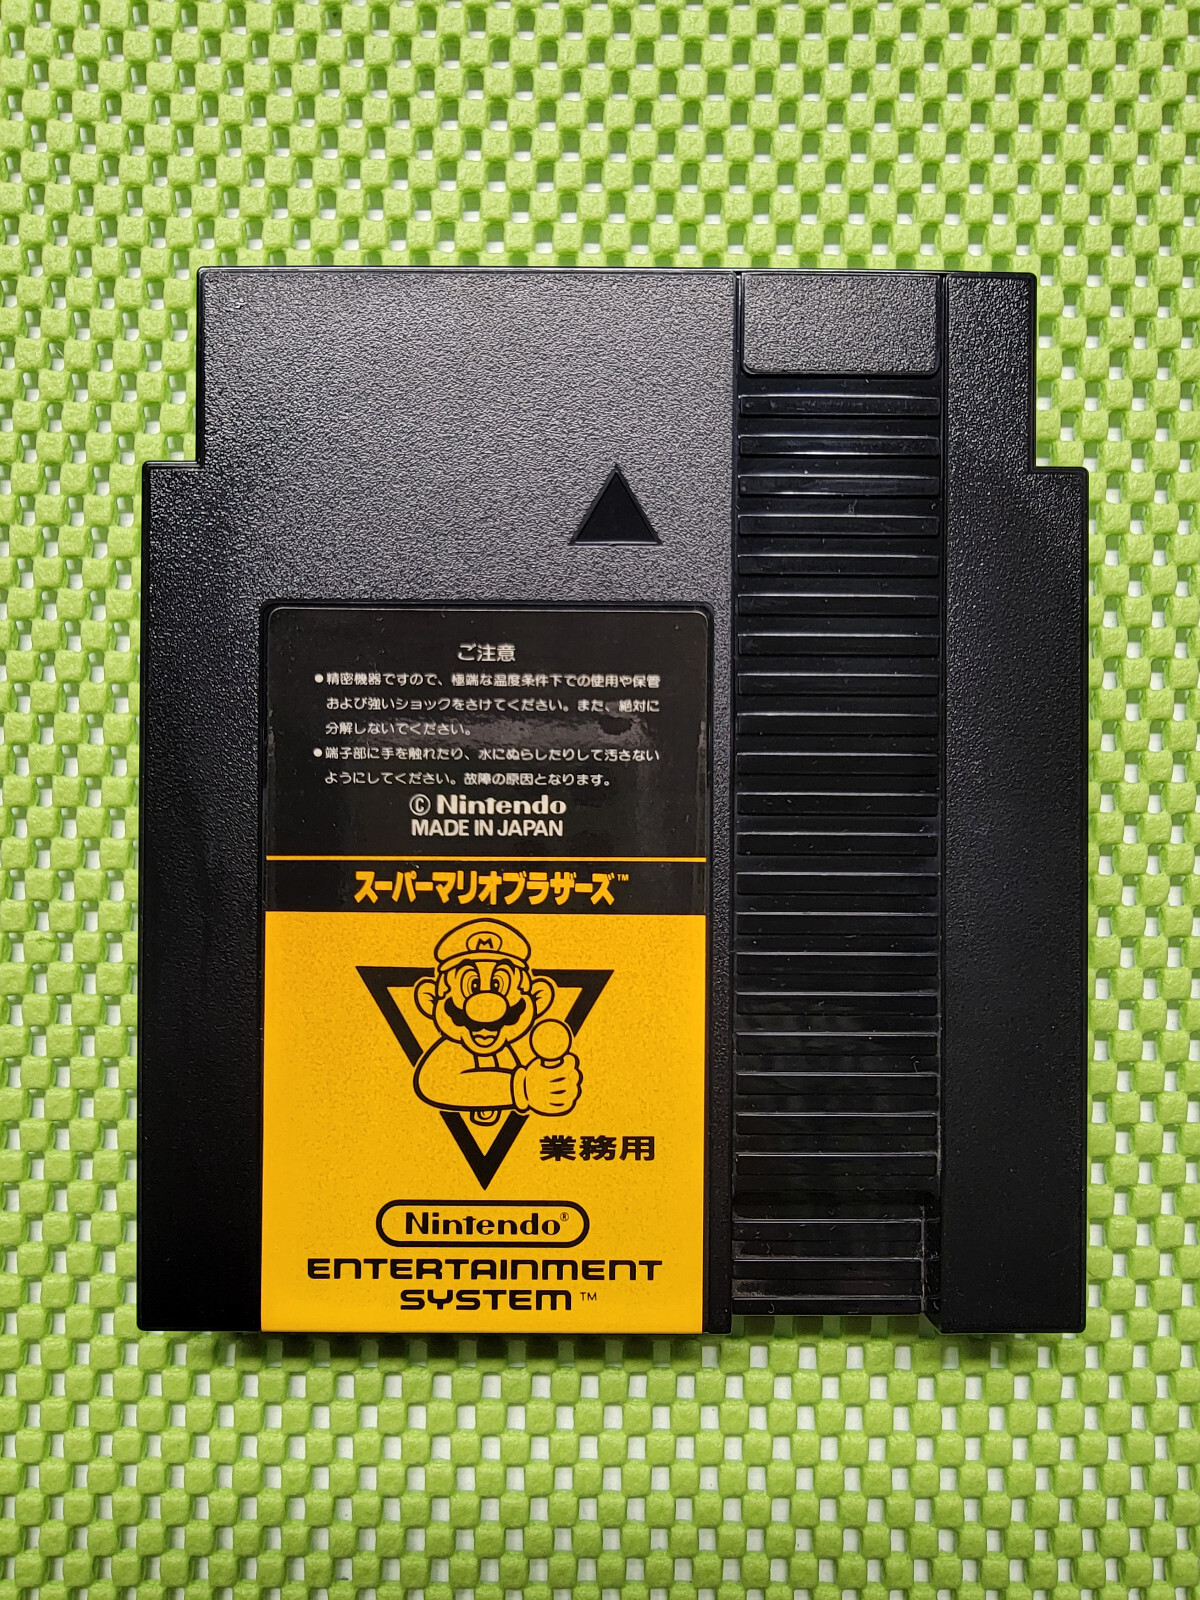 ご注意
●精密機器ですので、極端な温度条件下での使用や保管
および強いショックをさけてください。また、絶対に
分解しないでください。
●端子部に手を触れたり、水にぬらしたりして汚さない
ようにしてください。故障の原因となります。
© Nintendo
MADE IN JAPAN
スーパーマリオブラザーズ™
M
業務用
Nintendo®
ENTERTAINMENT
SYSTEM™